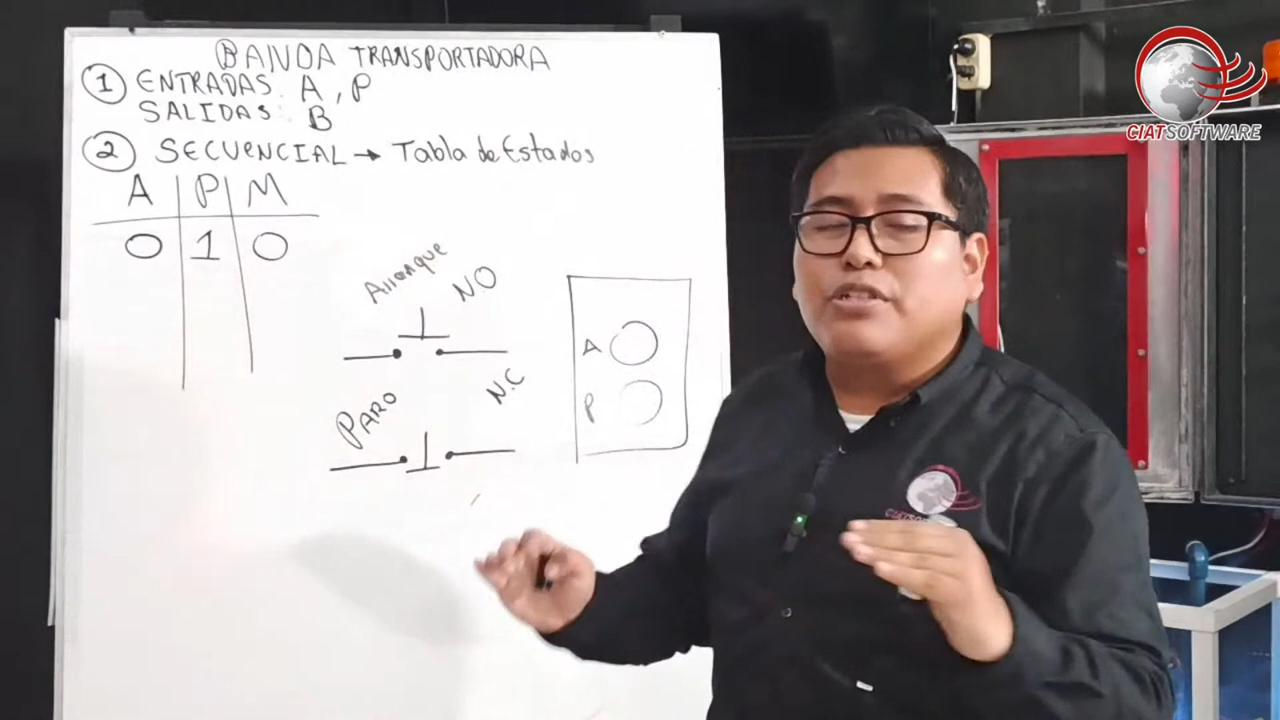 BANDA TRANSPORTADORA
1 ENTRADAS: A, P
SALIDAS: B
2 SECUENCIAL → Tabla de Estados
A P M
0 1 0
Arranque NO
PARO N.C
A
P
CIATSOFTWARE